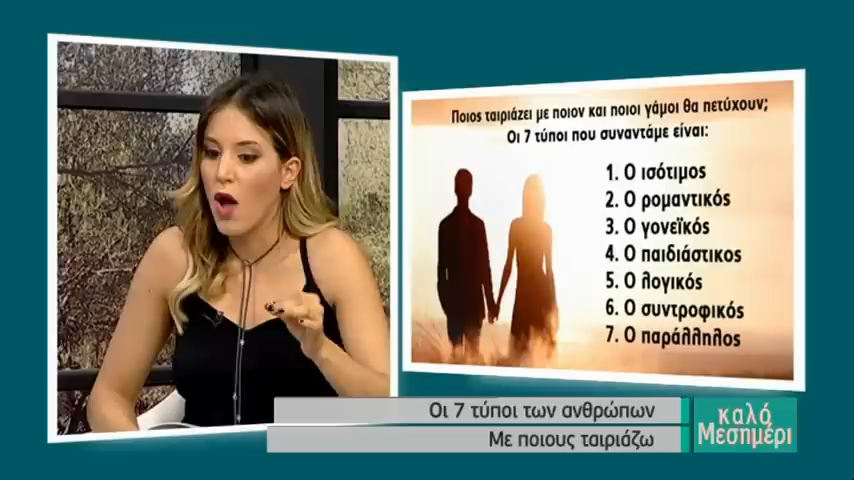 Ποιος ταιριάζει με ποιον και ποιοι γάμοι θα πετύχουν;
Οι 7 τύποι που συναντάμε είναι:
1. Ο ισότιμος
2. Ο ρομαντικός
3. Ο γονεϊκός
4. Ο παιδιάστικος
5. Ο λογικός
6. Ο συντροφικός
7. Ο παράλληλος
Οι 7 τύποι των ανθρώπων
Με ποιους ταιριάζω
καλό
Μεσημέρι